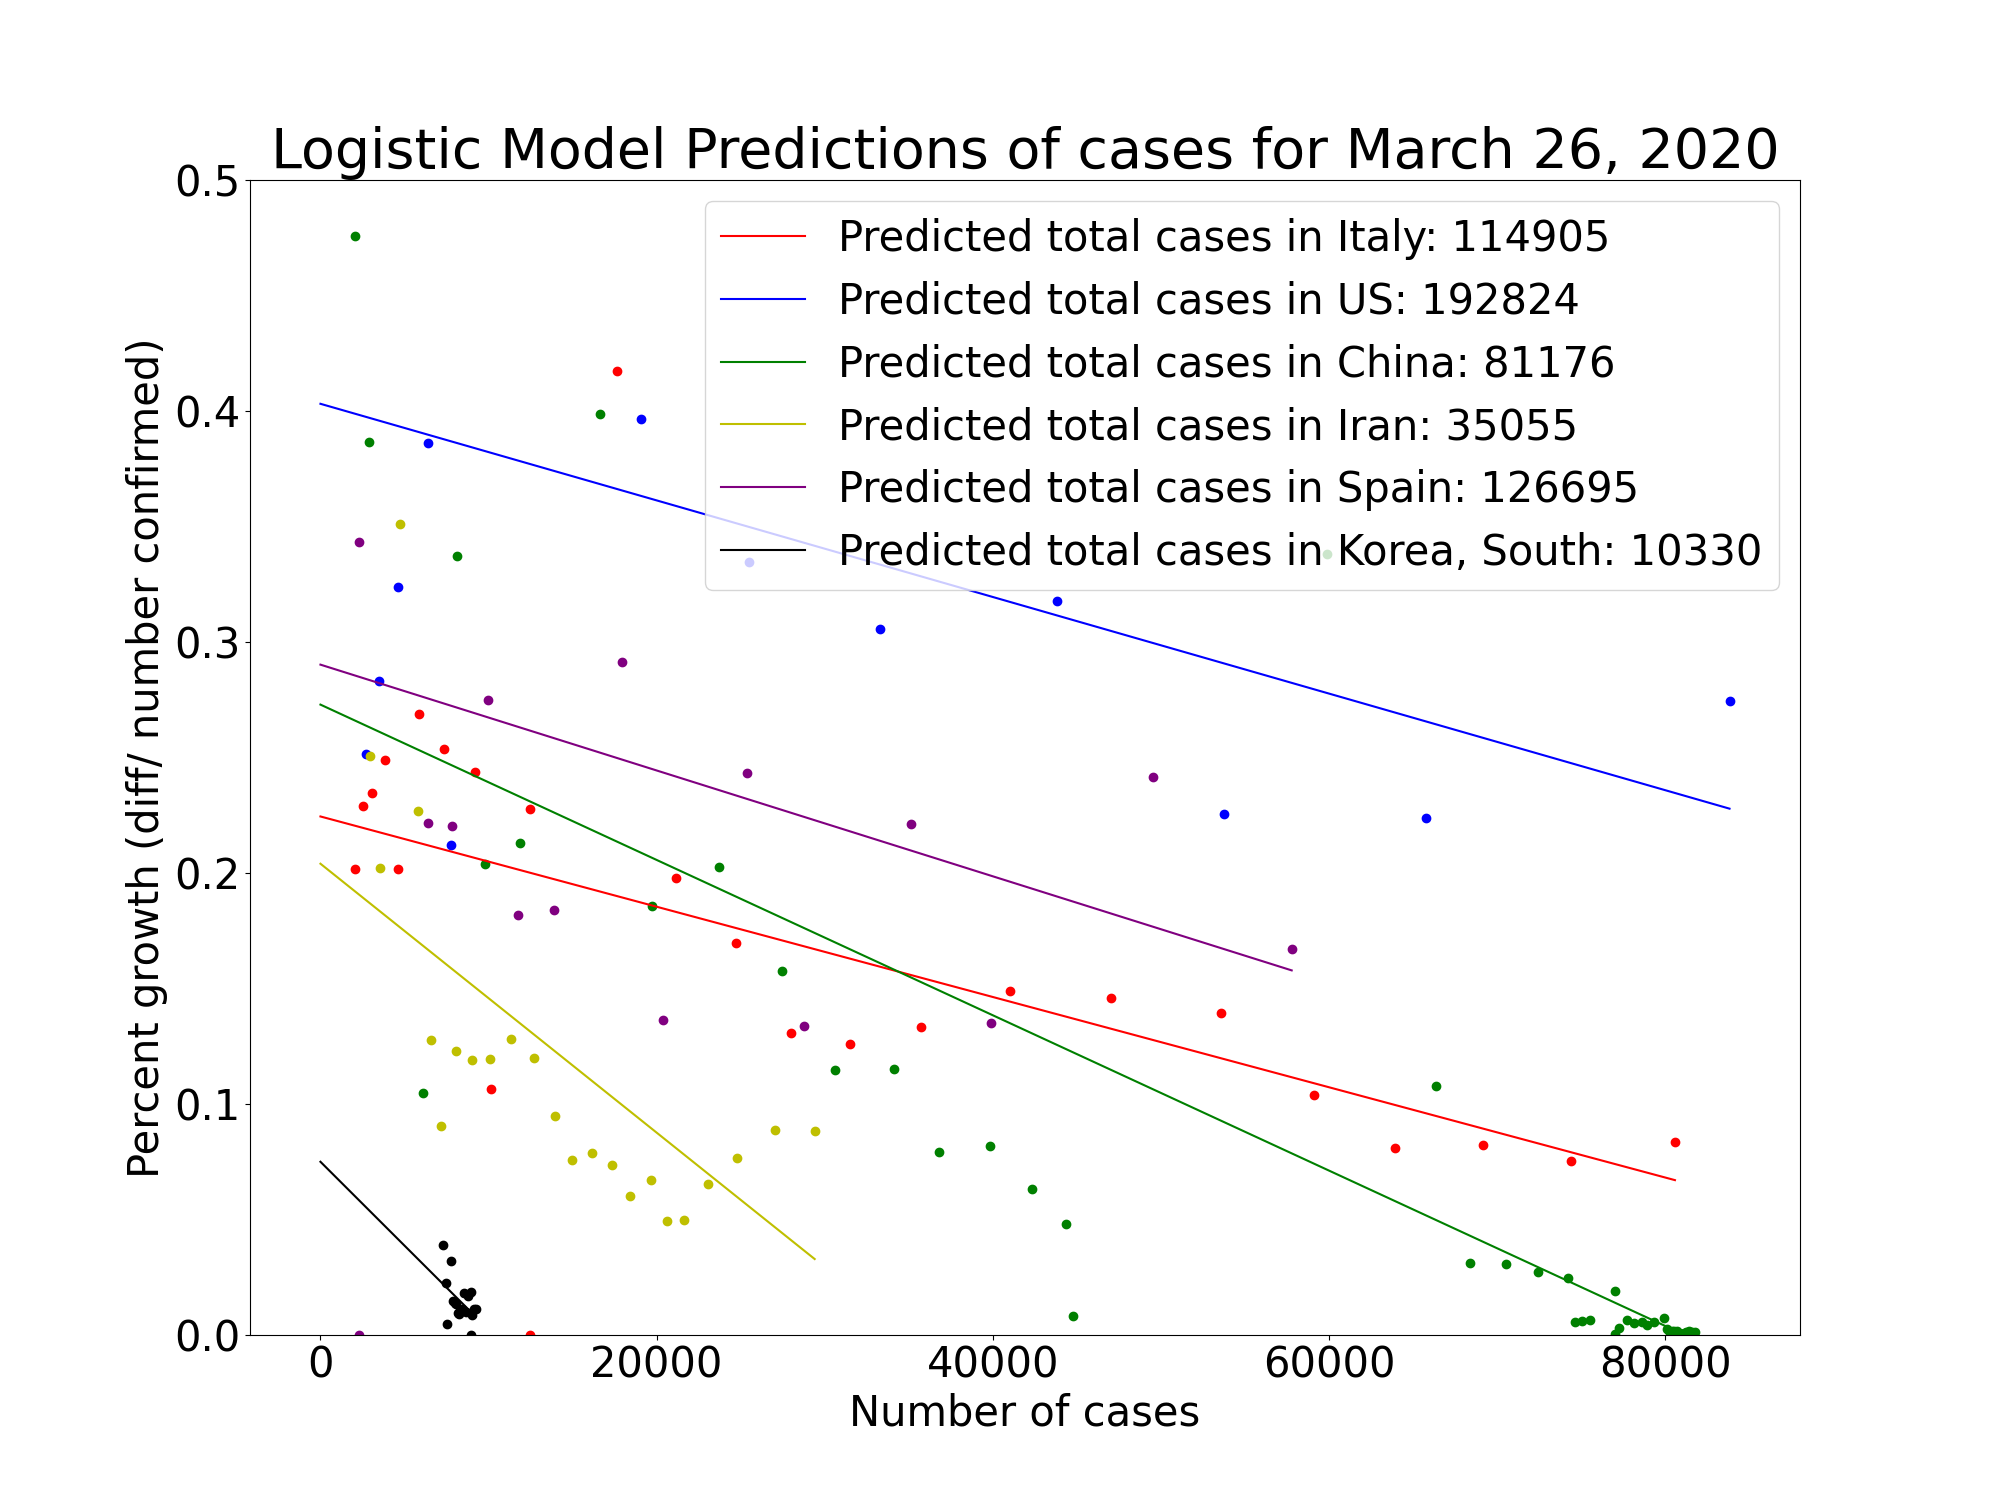 Logistic Model Predictions of cases for March 26, 2020
Predicted total cases in Italy: 114905
Predicted total cases in US: 192824
Predicted total cases in China: 81176
Predicted total cases in Iran: 35055
Predicted total cases in Spain: 126695
Predicted total cases in Korea, South: 10330
Percent growth (diff/ number confirmed)
0.5
0.4
0.3
0.2
0.1
0.0
0 20000 40000 60000 80000
Number of cases